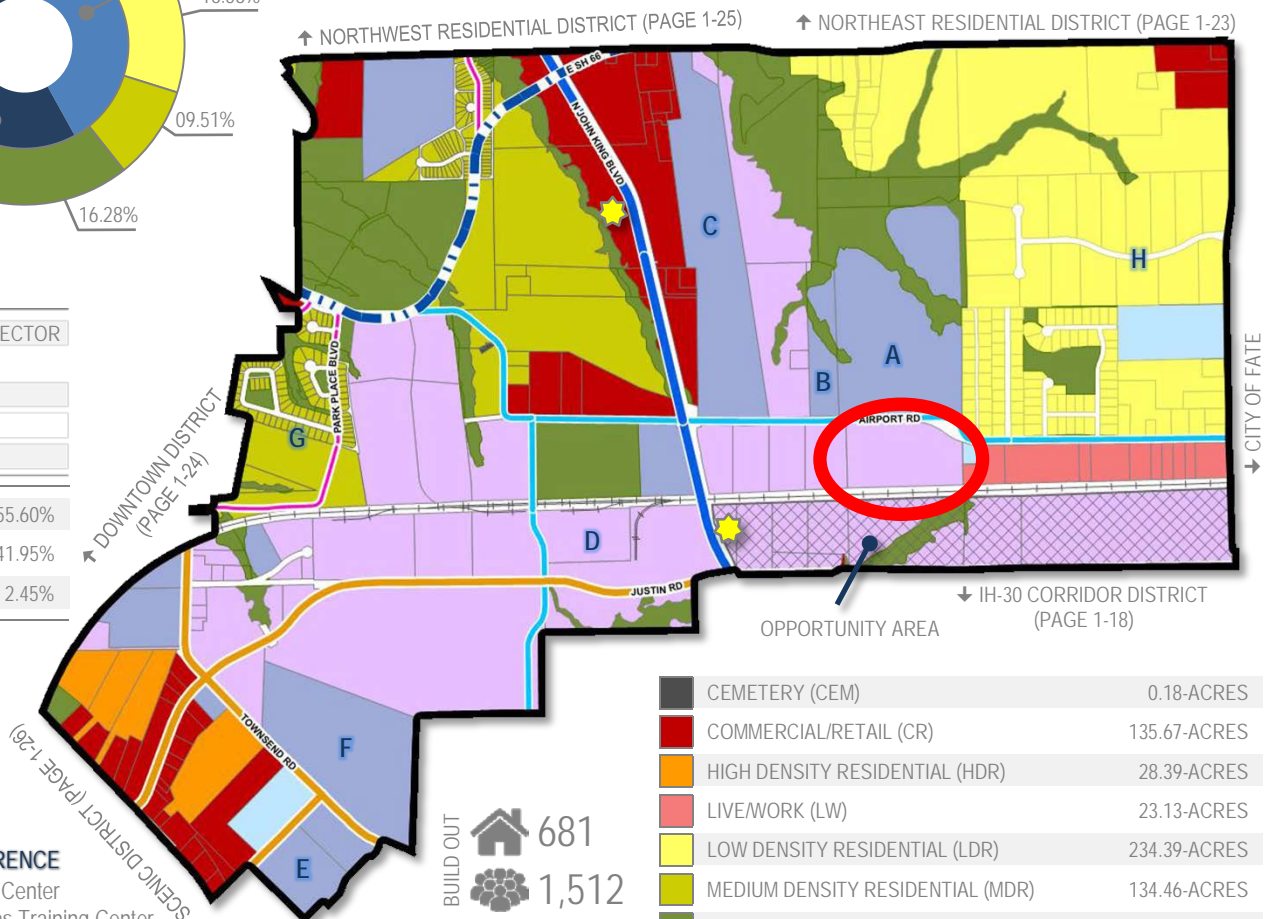 ↑ NORTHWEST RESIDENTIAL DISTRICT (PAGE 1-25)
↑ NORTHEAST RESIDENTIAL DISTRICT (PAGE 1-23)
09.51%
16.28%
E SH 66
N JOHN KING BLVD
C
H
A
B
ECTOR
PARK PLACE BLVD
AIRPORT RD
G
↖ DOWNTOWN DISTRICT
(PAGE 1-24)
↓ CITY OF FATE
55.60%
41.95%
2.45%
D
JUSTIN RD
OPPORTUNITY AREA
↓ IH-30 CORRIDOR DISTRICT
(PAGE 1-18)
TOWNSEND RD
F
E
SCENIC DISTRICT (PAGE 1-26)
RENCE
Center
Training Center
BUILD OUT
681
1,512
CEMETERY (CEM) 0.18-ACRES
COMMERCIAL/RETAIL (CR) 135.67-ACRES
HIGH DENSITY RESIDENTIAL (HDR) 28.39-ACRES
LIVE/WORK (LW) 23.13-ACRES
LOW DENSITY RESIDENTIAL (LDR) 234.39-ACRES
MEDIUM DENSITY RESIDENTIAL (MDR) 134.46-ACRES